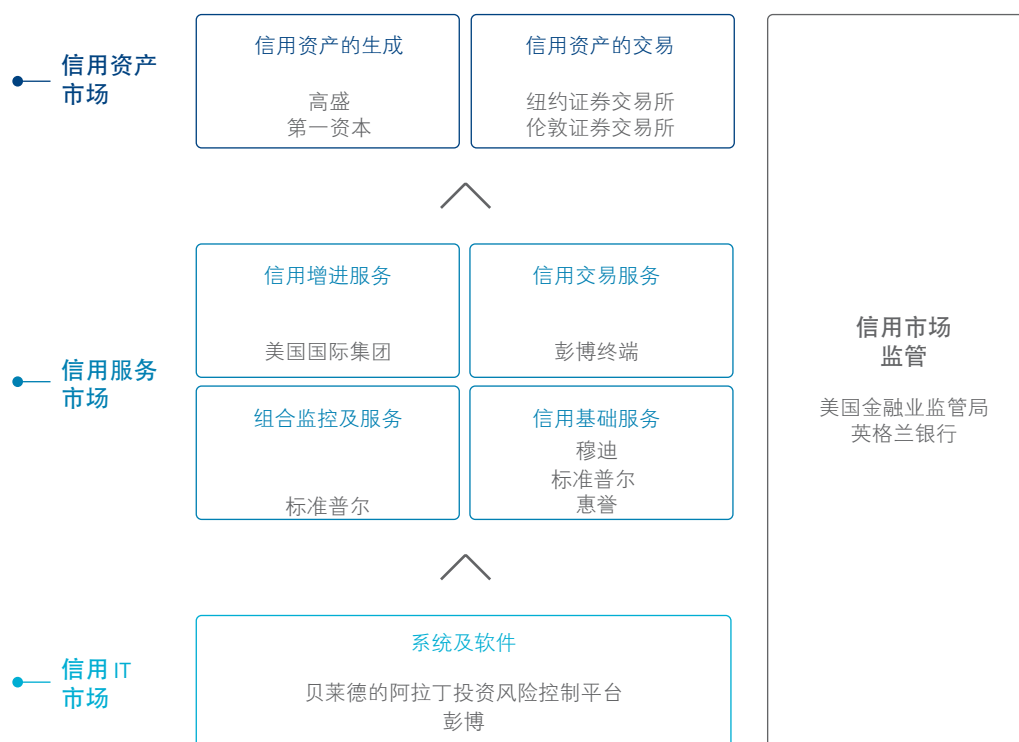 信用资产
市场
信用资产的生成
高盛
第一资本
信用资产的交易
纽约证券交易所
伦敦证券交易所
信用服务
市场
信用增进服务
美国国际集团
信用交易服务
彭博终端
组合监控及服务
标准普尔
信用基础服务
穆迪
标准普尔
惠誉
信用 IT
市场
系统及软件
贝莱德的阿拉丁投资风险控制平台
彭博
信用市场
监管
美国金融业监管局
英格兰银行